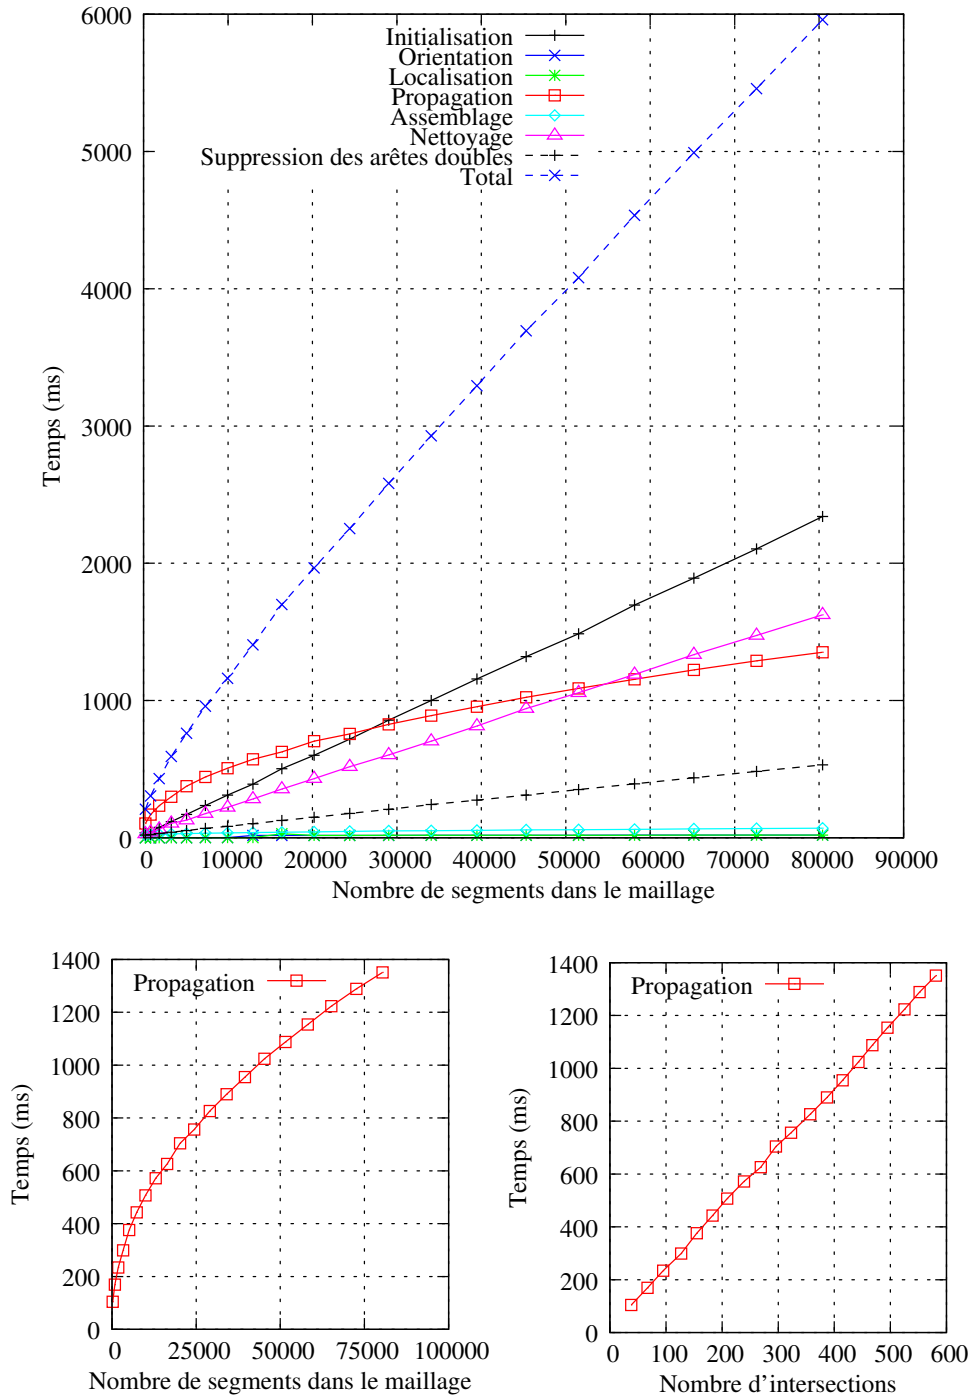 6000
5000
4000
3000
2000
1000
0
Temps (ms)
Initialisation
Orientation
Localisation
Propagation
Assemblage
Nettoyage
Suppression des arêtes doubles
Total
0 10000 20000 30000 40000 50000 60000 70000 80000 90000
Nombre de segments dans le maillage
1400
1200
1000
800
600
400
200
0
Temps (ms)
Propagation
0 25000 50000 75000 100000
Nombre de segments dans le maillage
1400
1200
1000
800
600
400
200
0
Temps (ms)
Propagation
0 100 200 300 400 500 600
Nombre d'intersections